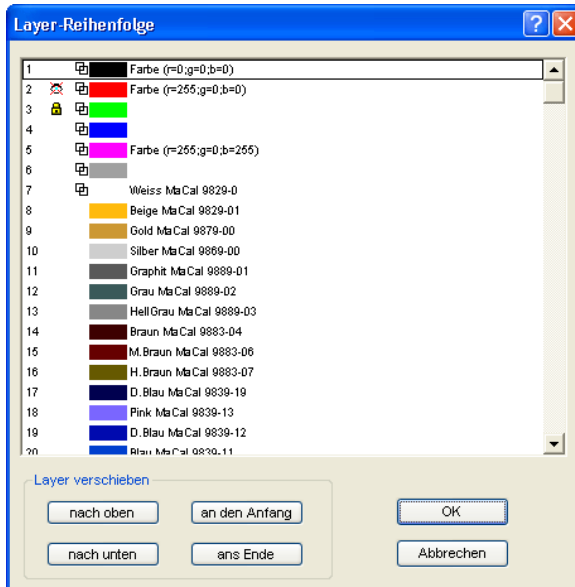 Layer-Reihenfolge
1 Farbe (r=0;g=0;b=0)
2 Farbe (r=255;g=0;b=0)
3
4
5 Farbe (r=255;g=0;b=255)
6
7 Weiss MaCal 9829-0
8 Beige MaCal 9829-01
9 Gold MaCal 9879-00
10 Silber MaCal 9869-00
11 Graphit MaCal 9889-01
12 Grau MaCal 9889-02
13 HellGrau MaCal 9889-03
14 Braun MaCal 9883-04
15 M.Braun MaCal 9883-06
16 H.Braun MaCal 9883-07
17 D.Blau MaCal 9839-19
18 Pink MaCal 9839-13
19 D.Blau MaCal 9839-12
20 Blau MaCal 9839-11
Layer verschieben
nach oben an den Anfang OK
nach unten ans Ende Abbrechen